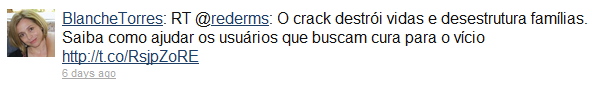 BlancheTorres: RT @rederms: O crack destrói vidas e desestrutura famílias.
Saiba como ajudar os usuários que buscam cura para o vício
http://t.co/RsjpZoRE
6 days ago